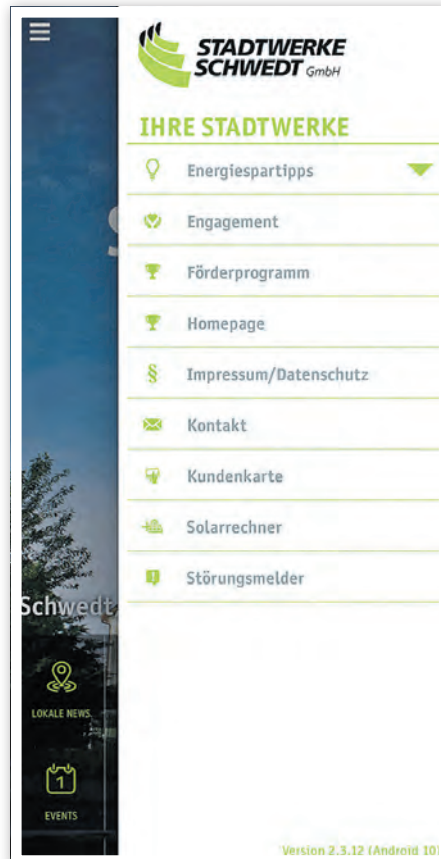 STADTWERKE
SCHWEDT GmbH
IHRE STADTWERKE
Energiespartipps
Engagement
Förderprogramm
Homepage
§ Impressum/Datenschutz
Kontakt
Kundenkarte
Solarrechner
Störungsmelder
Schwedt
LOKALE NEWS
1
EVENTS
Version 2.3.12 (Android 10)